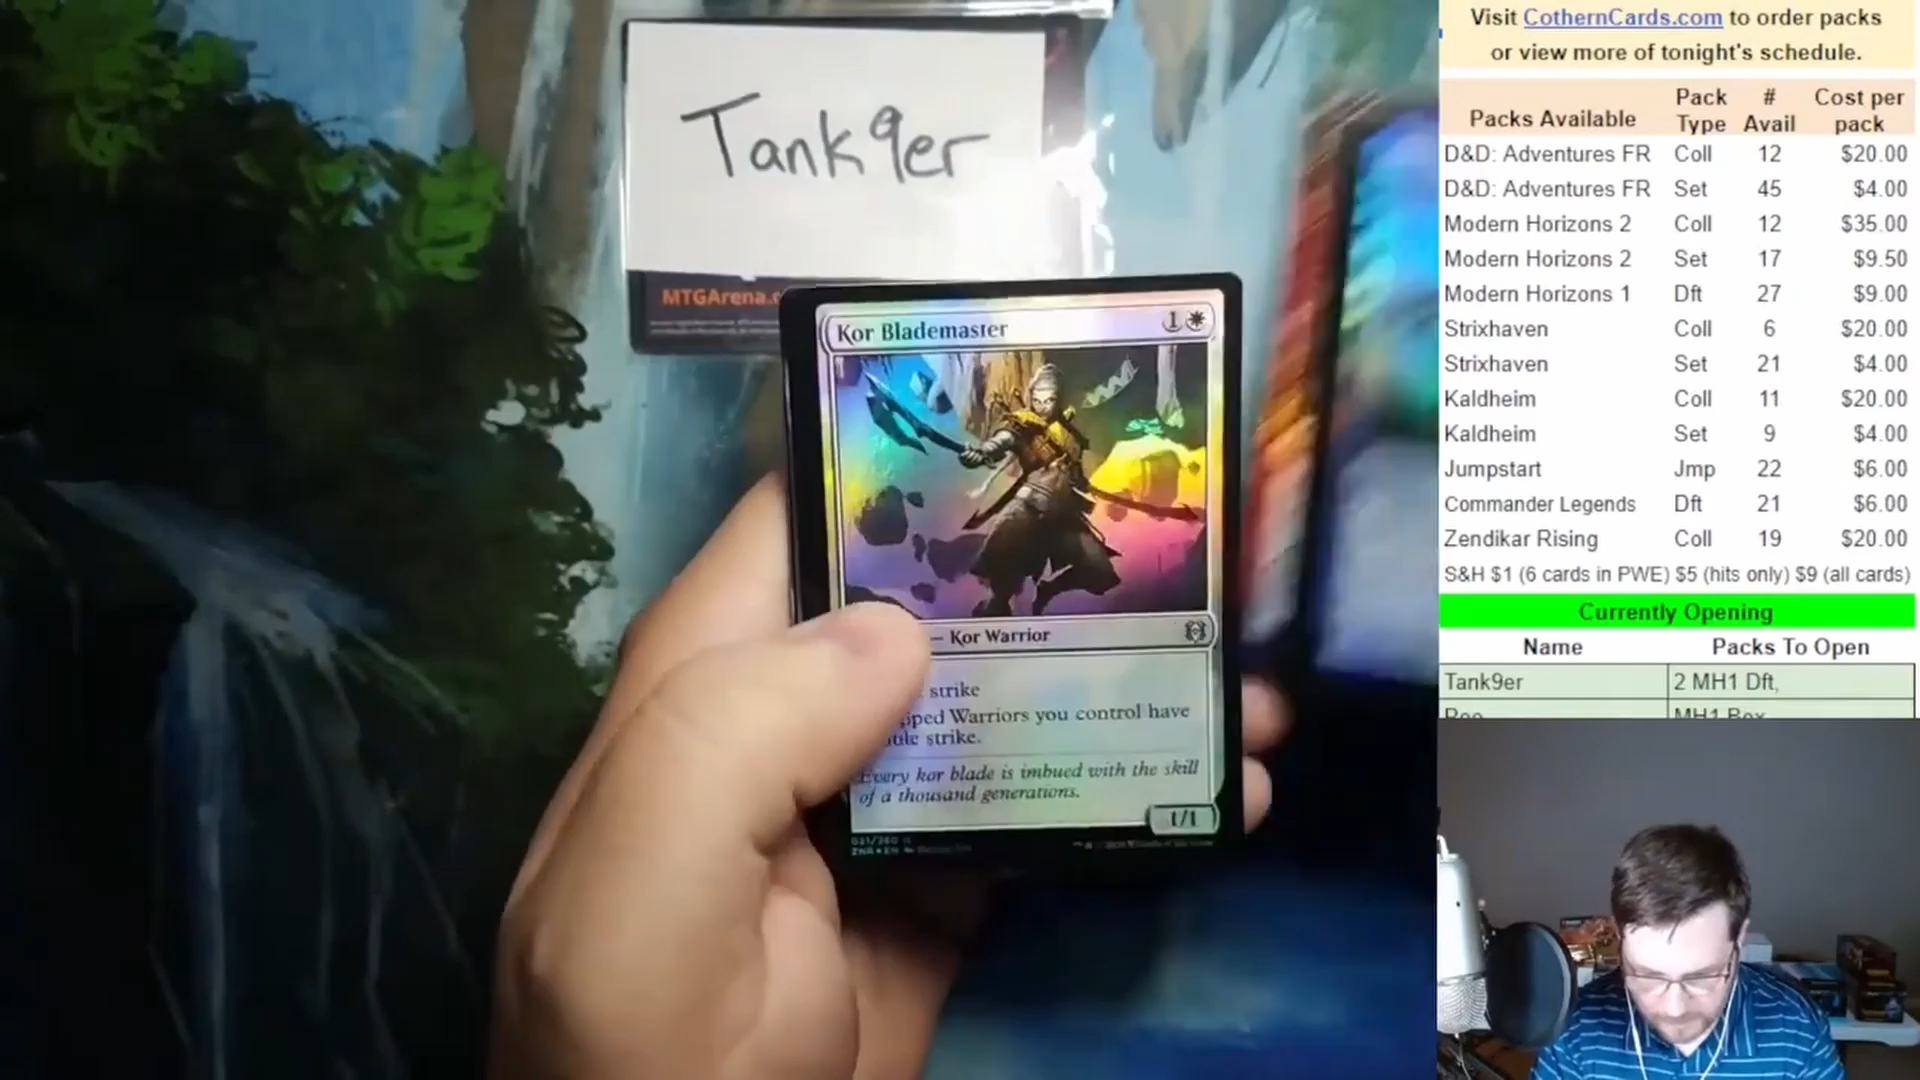 Tank9er
MTGArena.c
Kor Blademaster 1
— Kor Warrior
strike
pped Warriors you control have
strike.
Every kor blade is imbued with the skill
of a thousand generations.
1/1
Visit CothernCards.com to order packs
or view more of tonight's schedule.
Packs Available Pack Type # Avail Cost per pack
D&D: Adventures FR Coll 12 $20.00
D&D: Adventures FR Set 45 $4.00
Modern Horizons 2 Coll 12 $35.00
Modern Horizons 2 Set 17 $9.50
Modern Horizons 1 Dft 27 $9.00
Strixhaven Coll 6 $20.00
Strixhaven Set 21 $4.00
Kaldheim Coll 11 $20.00
Kaldheim Set 9 $4.00
Jumpstart Jmp 22 $6.00
Commander Legends Dft 21 $6.00
Zendikar Rising Coll 19 $20.00
S&H $1 (6 cards in PWE) $5 (hits only) $9 (all cards)
Currently Opening
Name Packs To Open
Tank9er 2 MH1 Dft,
MH1 Box